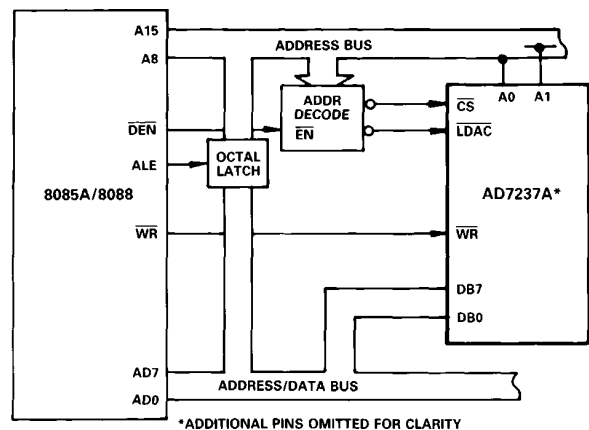 A15
ADDRESS BUS
A8
ADDR
DECODE
EN
A0 A1
CS
LDAC
DEN
OCTAL
LATCH
ALE
8085A/8088
AD7237A*
WR
WR
DB7
DB0
AD7
ADDRESS/DATA BUS
AD0
*ADDITIONAL PINS OMITTED FOR CLARITY